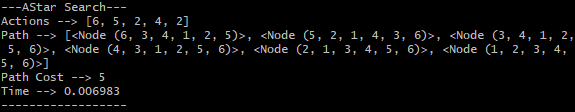 ---AStar Search---
Actions --> [6, 5, 2, 4, 2]
Path --> [<Node (6, 3, 4, 1, 2, 5)>, <Node (5, 2, 1, 4, 3, 6)>, <Node (3, 4, 1, 2,
 5, 6)>, <Node (4, 3, 1, 2, 5, 6)>, <Node (2, 1, 3, 4, 5, 6)>, <Node (1, 2, 3, 4,
5, 6)>]
Path Cost --> 5
Time --> 0.006983
------------------